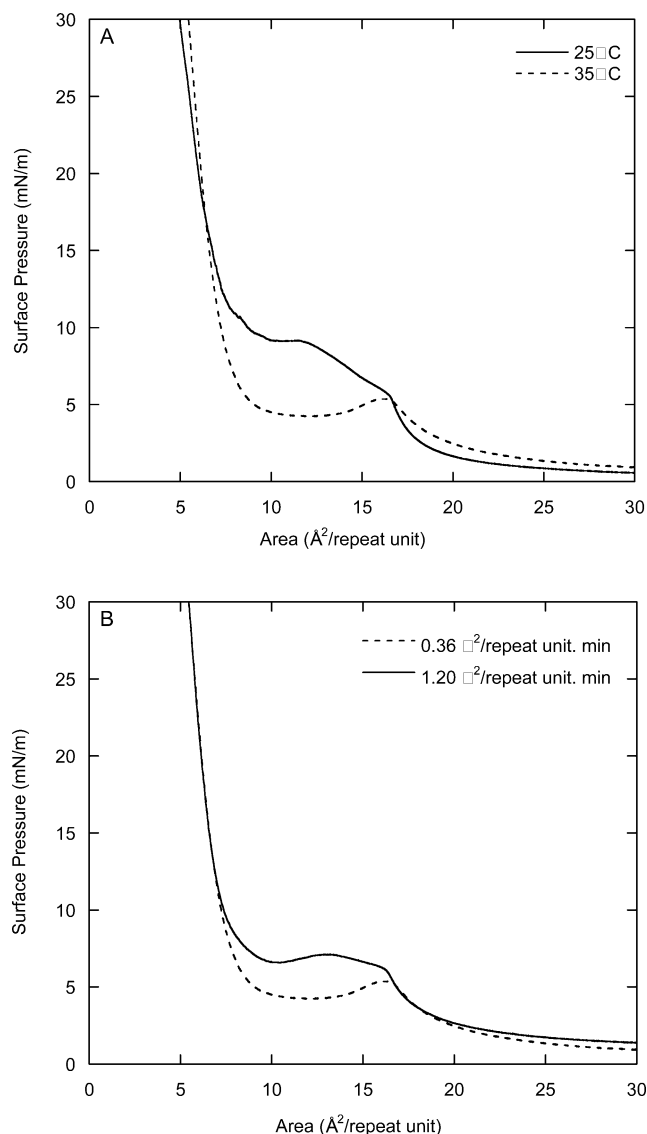 A
25□C
35□C
30
25
20
15
10
5
0
Surface Pressure (mN/m)
0 5 10 15 20 25 30
Area (Å²/repeat unit)
B
0.36 □²/repeat unit. min
1.20 □²/repeat unit. min
30
25
20
15
10
5
0
Surface Pressure (mN/m)
0 5 10 15 20 25 30
Area (Å²/repeat unit)